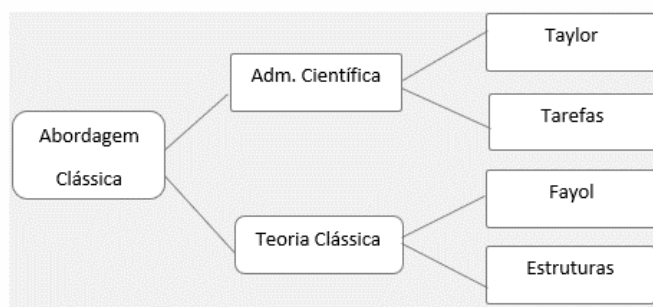 Abordagem
Clássica
Adm. Científica
Teoria Clássica
Taylor
Tarefas
Fayol
Estruturas